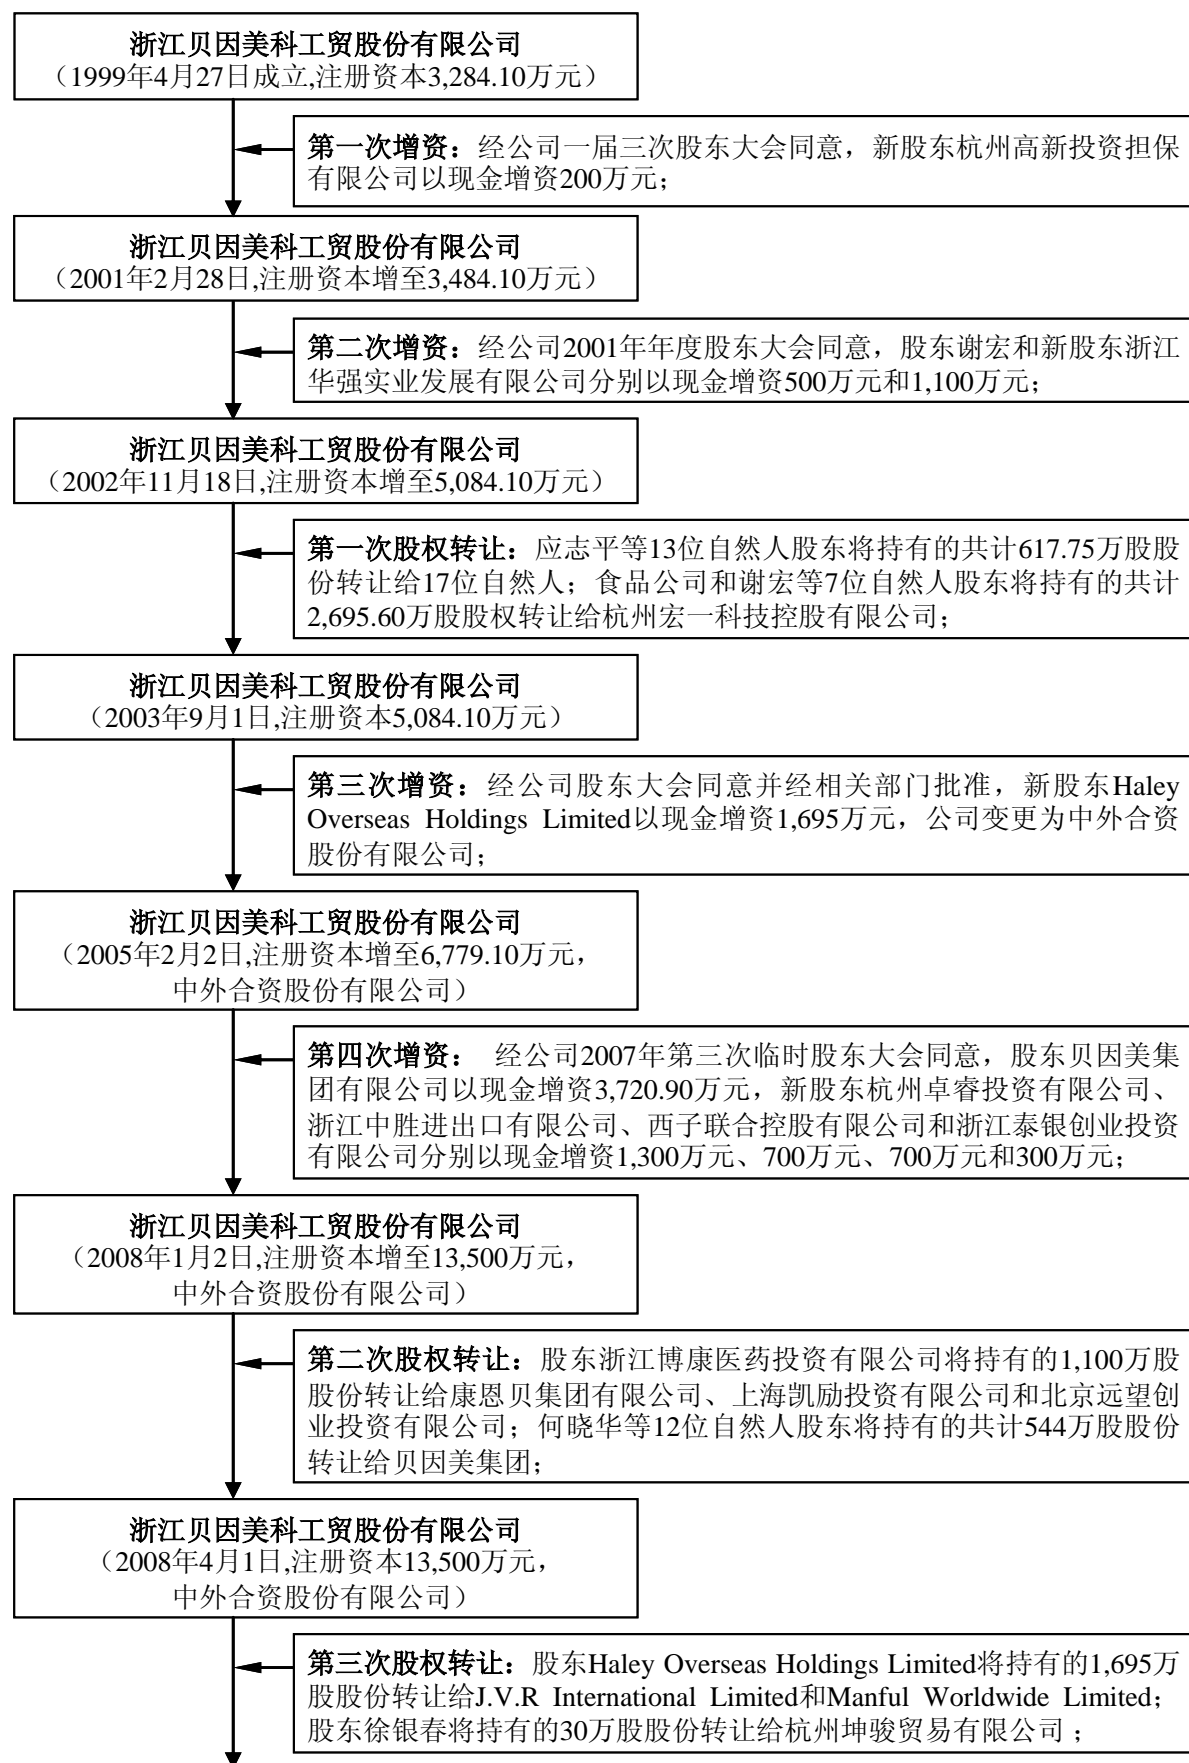 浙江贝因美科工贸股份有限公司
（1999年4月27日成立,注册资本3,284.10万元）
第一次增资：经公司一届三次股东大会同意，新股东杭州高新投资担保
有限公司以现金增资200万元；
浙江贝因美科工贸股份有限公司
（2001年2月28日,注册资本增至3,484.10万元）
第二次增资：经公司2001年年度股东大会同意，股东谢宏和新股东浙江
华强实业发展有限公司分别以现金增资500万元和1,100万元；
浙江贝因美科工贸股份有限公司
（2002年11月18日,注册资本增至5,084.10万元）
第一次股权转让：应志平等13位自然人股东将持有的共计617.75万股股
份转让给17位自然人；食品公司和谢宏等7位自然人股东将持有的共计
2,695.60万股股权转让给杭州宏一科技控股有限公司；
浙江贝因美科工贸股份有限公司
（2003年9月1日,注册资本5,084.10万元）
第三次增资：经公司股东大会同意并经相关部门批准，新股东Haley
Overseas Holdings Limited以现金增资1,695万元，公司变更为中外合资
股份有限公司；
浙江贝因美科工贸股份有限公司
（2005年2月2日,注册资本增至6,779.10万元，
中外合资股份有限公司）
第四次增资： 经公司2007年第三次临时股东大会同意，股东贝因美集
团有限公司以现金增资3,720.90万元，新股东杭州卓睿投资有限公司、
浙江中胜进出口有限公司、西子联合控股有限公司和浙江泰银创业投资
有限公司分别以现金增资1,300万元、700万元、700万元和300万元；
浙江贝因美科工贸股份有限公司
（2008年1月2日,注册资本增至13,500万元，
中外合资股份有限公司）
第二次股权转让：股东浙江博康医药投资有限公司将持有的1,100万股
股份转让给康恩贝集团有限公司、上海凯励投资有限公司和北京远望创
业投资有限公司；何晓华等12位自然人股东将持有的共计544万股股份
转让给贝因美集团；
浙江贝因美科工贸股份有限公司
（2008年4月1日,注册资本13,500万元，
中外合资股份有限公司）
第三次股权转让：股东Haley Overseas Holdings Limited将持有的1,695万
股股份转让给J.V.R International Limited和Manful Worldwide Limited；
股东徐银春将持有的30万股股份转让给杭州坤骏贸易有限公司；